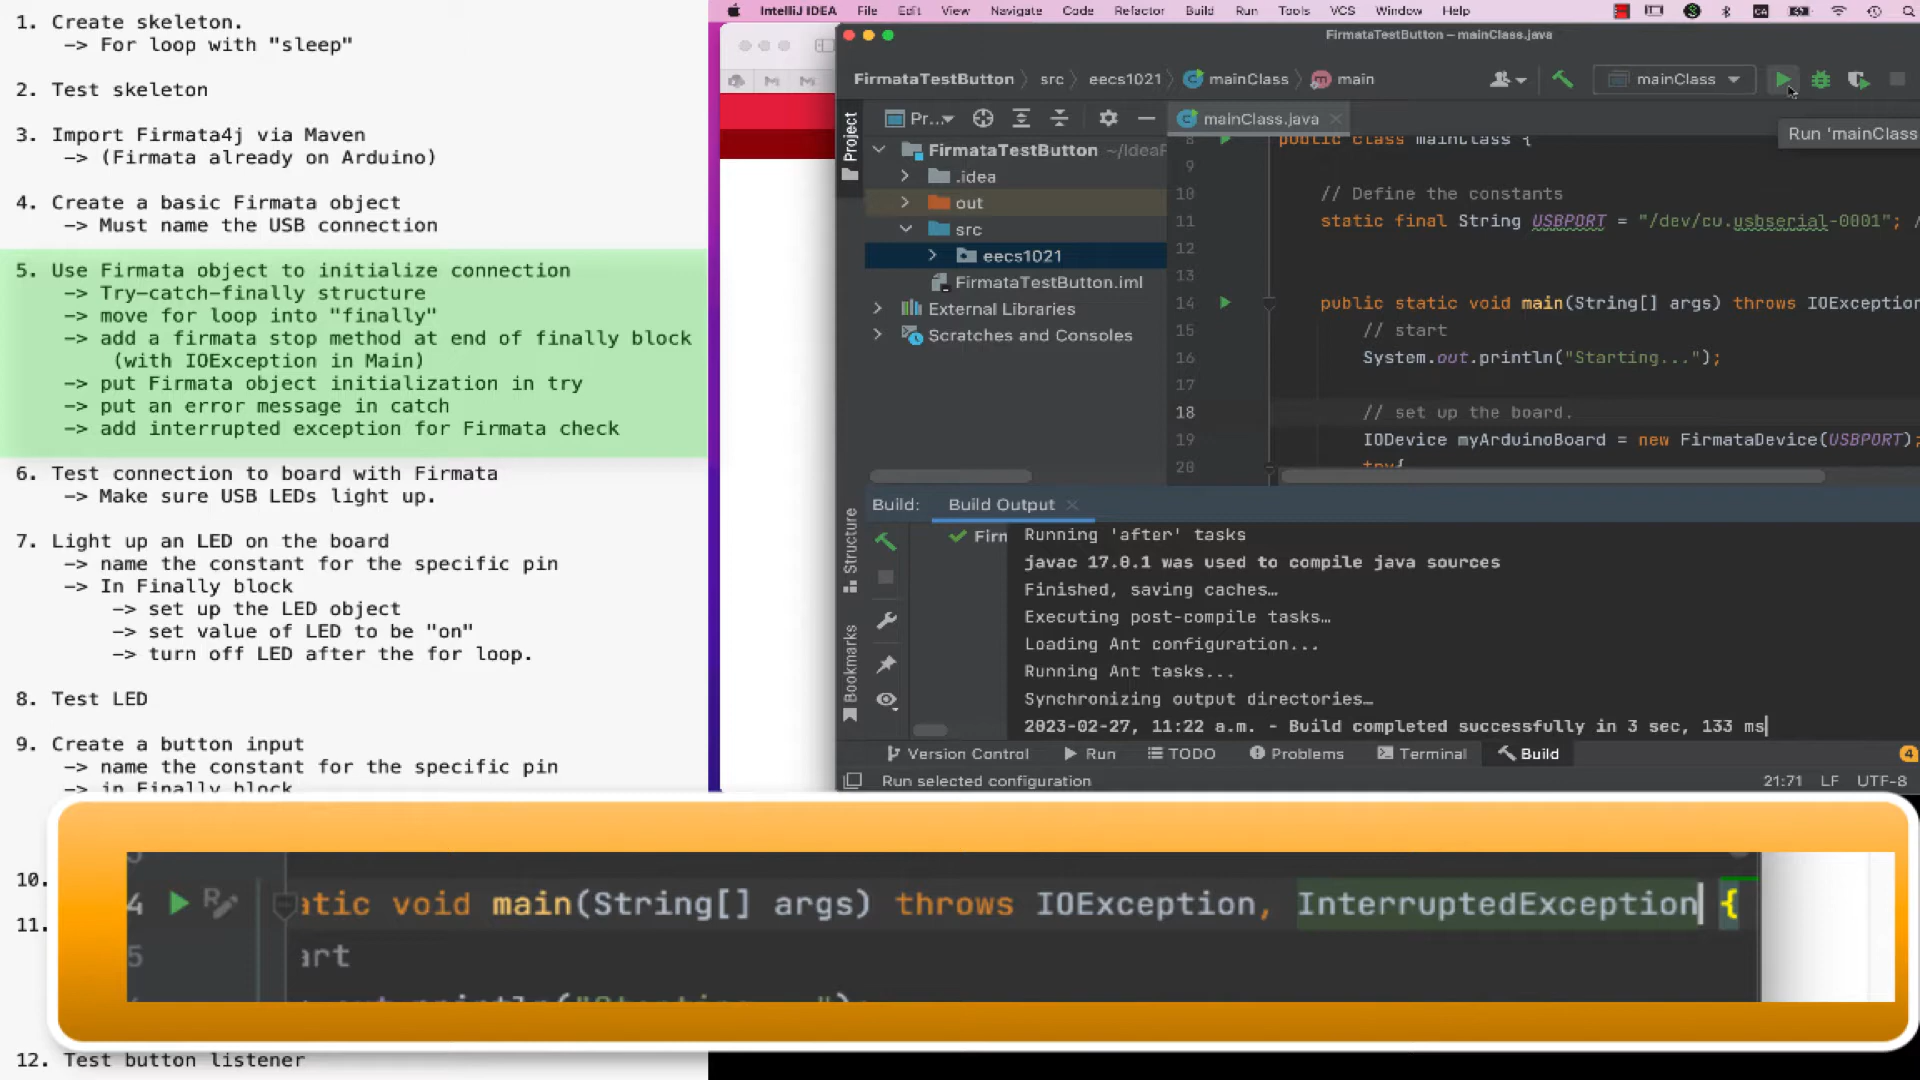 1. Create skeleton.
-> For loop with "sleep"
2. Test skeleton
3. Import Firmata4j via Maven
-> (Firmata already on Arduino)
4. Create a basic Firmata object
-> Must name the USB connection
5. Use Firmata object to initialize connection
-> Try-catch-finally structure
-> move for loop into "finally"
-> add a firmata stop method at end of finally block
(with IOException in Main)
-> put Firmata object initialization in try
-> put an error message in catch
-> add interrupted exception for Firmata check
6. Test connection to board with Firmata
-> Make sure USB LEDs light up.
7. Light up an LED on the board
-> name the constant for the specific pin
-> In Finally block
-> set up the LED object
-> set value of LED to be "on"
-> turn off LED after the for loop.
8. Test LED
9. Create a button input
-> name the constant for the specific pin
-> in Finally block
10.
11.
12. Test button listener
IntelliJ IDEA File Edit View Navigate Code Refactor Build Run Tools VCS Window Help
FirmataTestButton – mainClass.java
FirmataTestButton src eecs1021 mainClass main mainClass
Run 'mainClass
Project Pr... mainClass.java
FirmataTestButton ~/IdeaP
.idea
out
src
eecs1021
FirmataTestButton.iml
External Libraries
Scratches and Consoles
8 public class mainClass {
9
10 // Define the constants
11 static final String USBPORT = "/dev/cu.usbserial-0001"; /
12
13
14 public static void main(String[] args) throws IOException
15 // start
16 System.out.println("Starting...");
17
18 // set up the board.
19 IODevice myArduinoBoard = new FirmataDevice(USBPORT);
20 try{
Structure
Bookmarks
Build: Build Output
Firm
Running 'after' tasks
javac 17.0.1 was used to compile java sources
Finished, saving caches…
Executing post-compile tasks…
Loading Ant configuration...
Running Ant tasks...
Synchronizing output directories…
2023-02-27, 11:22 a.m. - Build completed successfully in 3 sec, 133 ms
Version Control Run TODO Problems Terminal Build 4
Run selected configuration 21:71 LF UTF-8
4 atic void main(String[] args) throws IOException, InterruptedException {
5 art